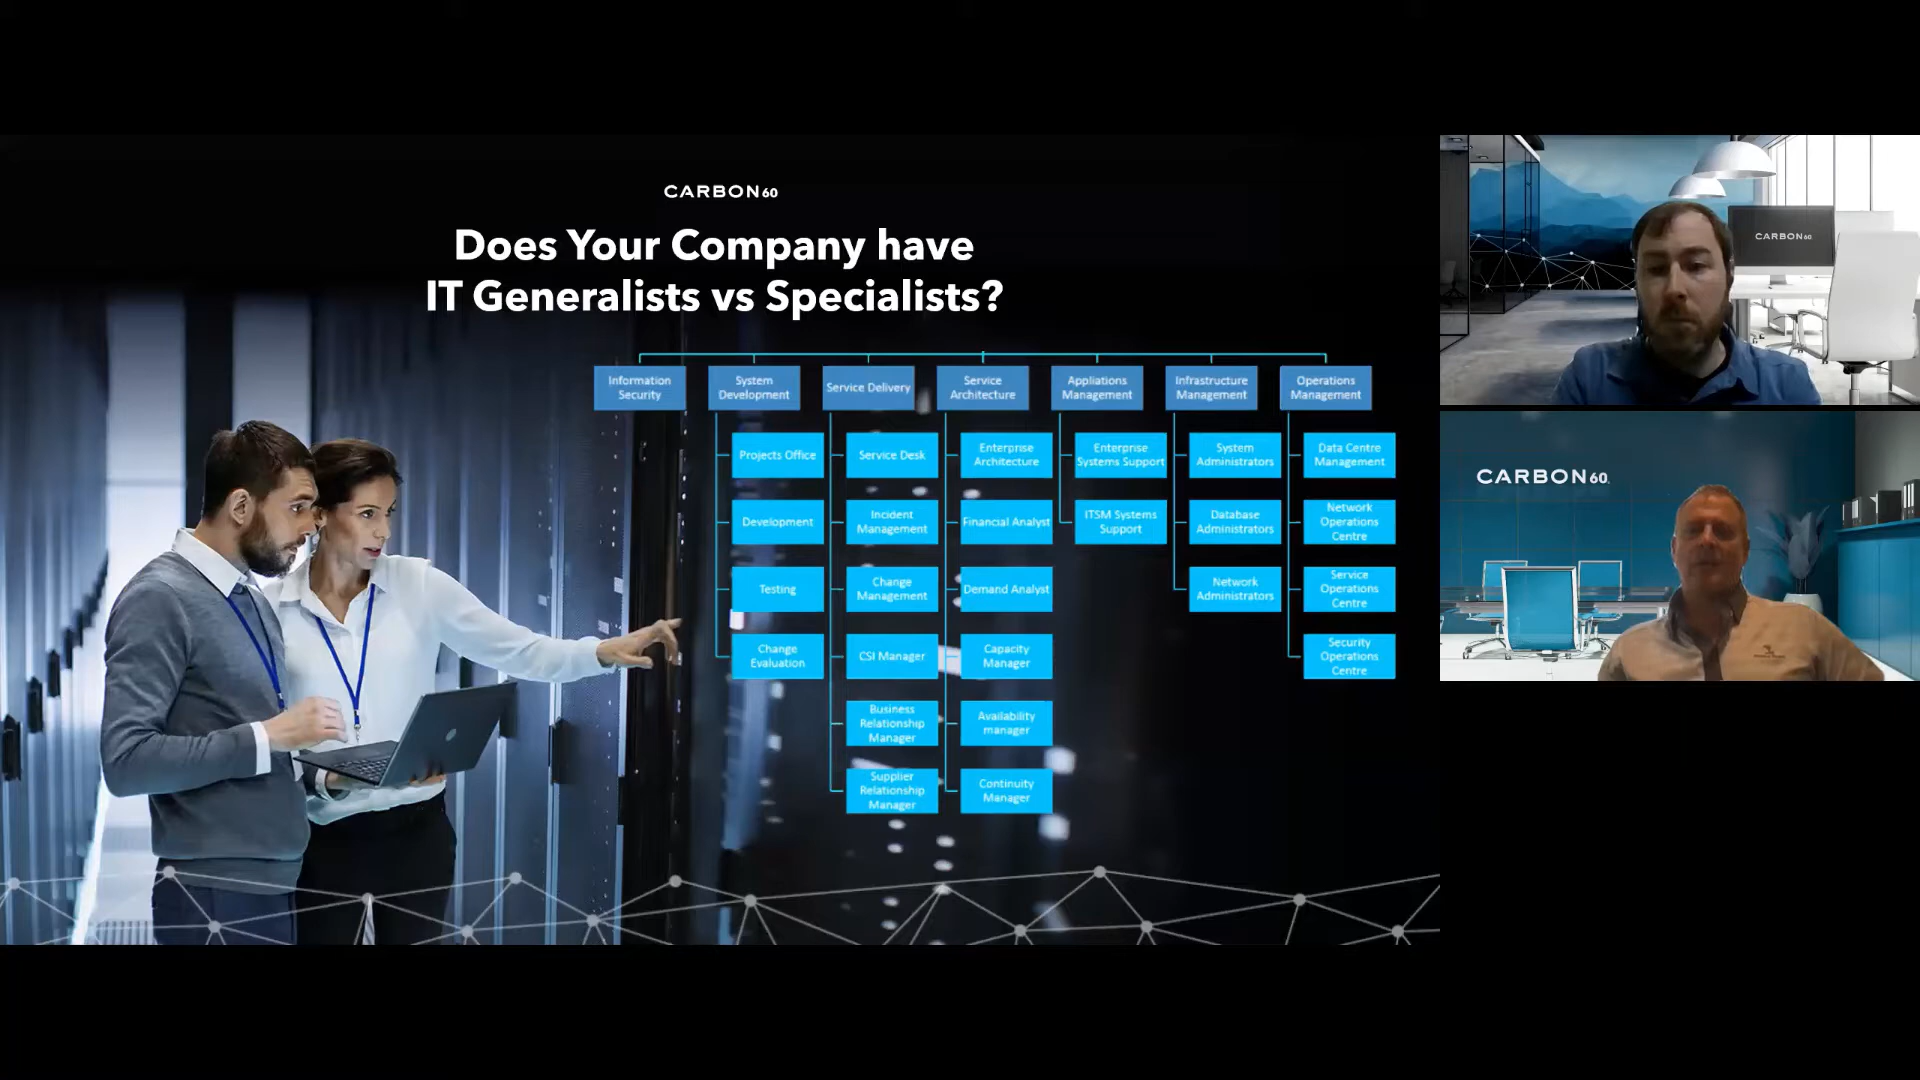 CARBON60
Does Your Company have
IT Generalists vs Specialists?
Information
Security
System
Development
Projects Office
Development
Testing
Change
Evaluation
Service Delivery
Service Desk
Incident
Management
Change
Management
CSI Manager
Business
Relationship
Manager
Supplier
Relationship
Manager
Service
Architecture
Enterprise
Architecture
Financial Analyst
Demand Analyst
Capacity
Manager
Availability
manager
Continuity
Manager
Appliations
Management
Enterprise
Systems Support
ITSM Systems
Support
Infrastructure
Management
System
Administrators
Database
Administrators
Network
Administrators
Operations
Management
Data Centre
Management
Network
Operations
Centre
Service
Operations
Centre
Security
Operations
Centre
CARBON60
CARBON60